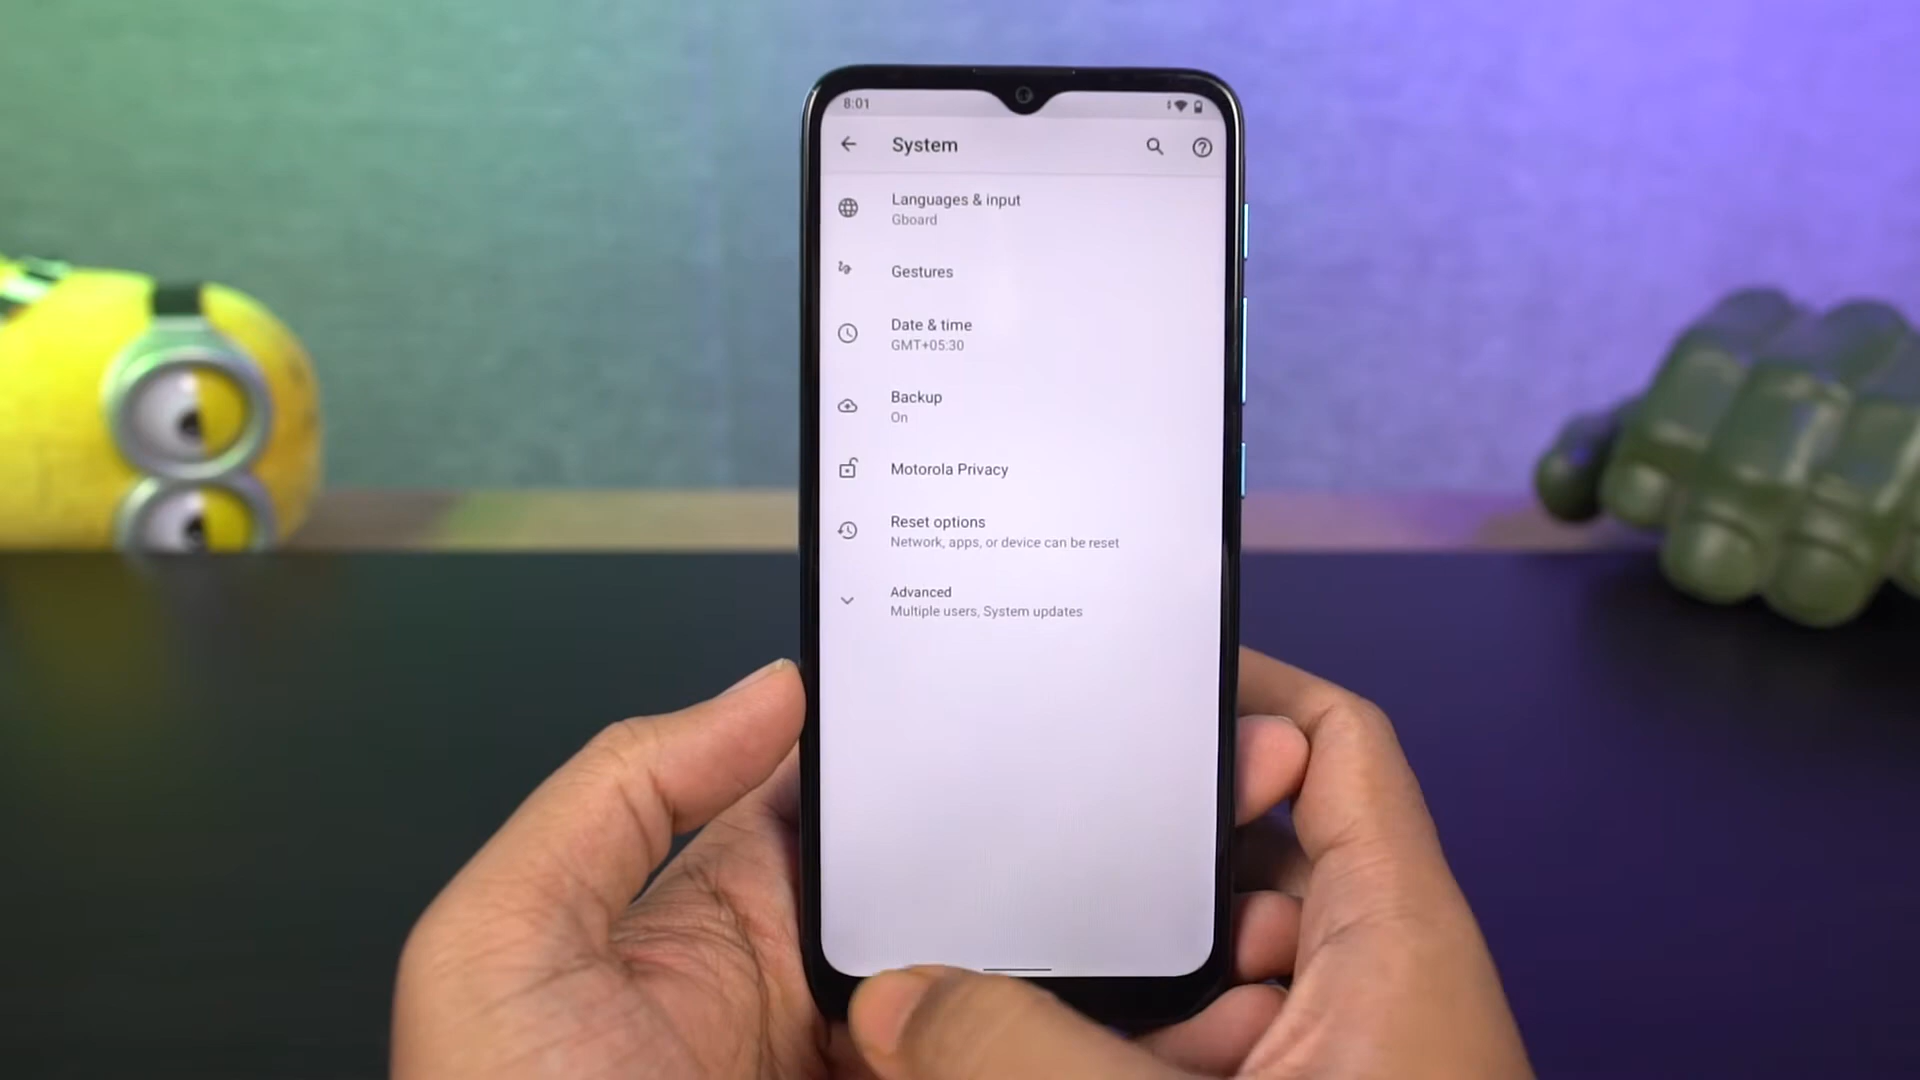 8:01
System
Languages & input
Gboard
Gestures
Date & time
GMT+05:30
Backup
On
Motorola Privacy
Reset options
Network, apps, or device can be reset
Advanced
Multiple users, System updates